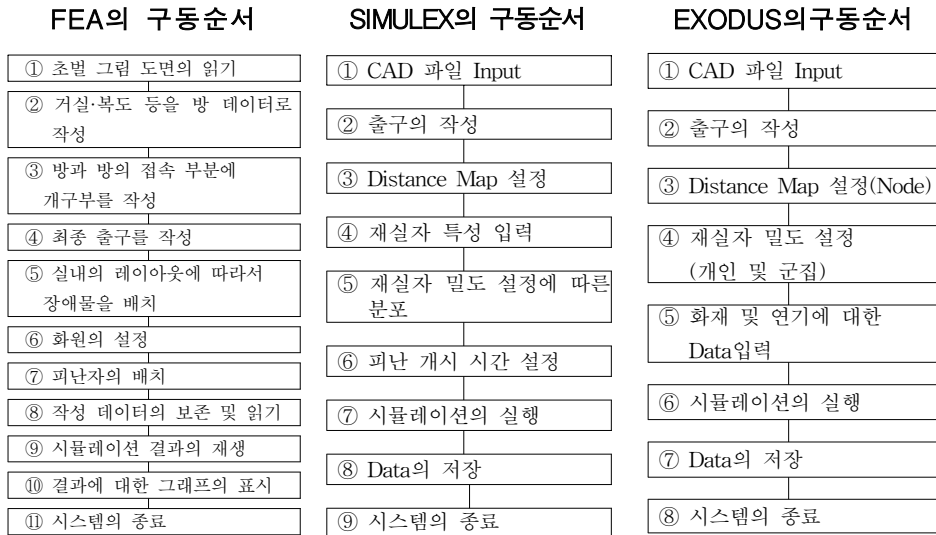 FEA의 구동순서
① 초벌 그림 도면의 읽기
② 거실·복도 등을 방 데이터로
작성
③ 방과 방의 접속 부분에
개구부를 작성
④ 최종 출구를 작성
⑤ 실내의 레이아웃에 따라서
장애물을 배치
⑥ 화원의 설정
⑦ 피난자의 배치
⑧ 작성 데이터의 보존 및 읽기
⑨ 시뮬레이션 결과의 재생
⑩ 결과에 대한 그래프의 표시
⑪ 시스템의 종료
SIMULEX의 구동순서
① CAD 파일 Input
② 출구의 작성
③ Distance Map 설정
④ 재실자 특성 입력
⑤ 재실자 밀도 설정에 따른
분포
⑥ 피난 개시 시간 설정
⑦ 시뮬레이션의 실행
⑧ Data의 저장
⑨ 시스템의 종료
EXODUS의구동순서
① CAD 파일 Input
② 출구의 작성
③ Distance Map 설정(Node)
④ 재실자 밀도 설정
(개인 및 군집)
⑤ 화재 및 연기에 대한
Data입력
⑥ 시뮬레이션의 실행
⑦ Data의 저장
⑧ 시스템의 종료